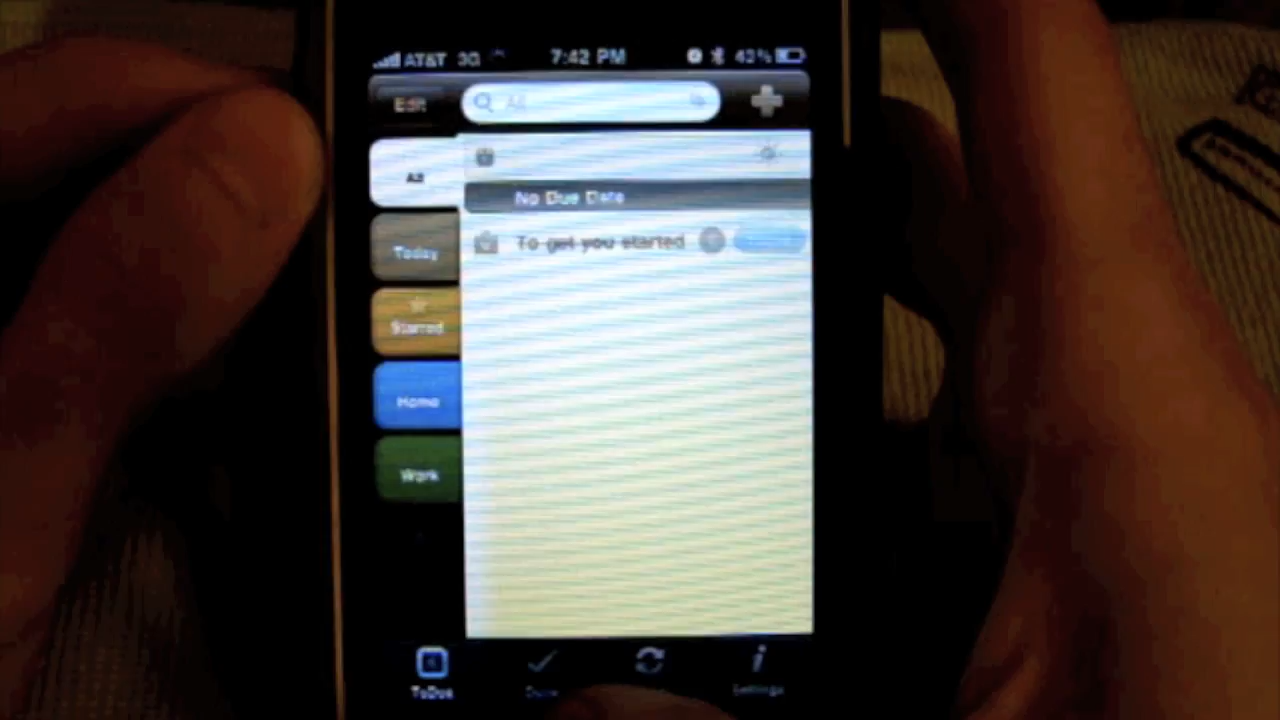 AT&T 3G 7:42 PM 43%
Edit All
All
No Due Date
Today
To get you started
Starred
Home
Work
ToDos Done Settings